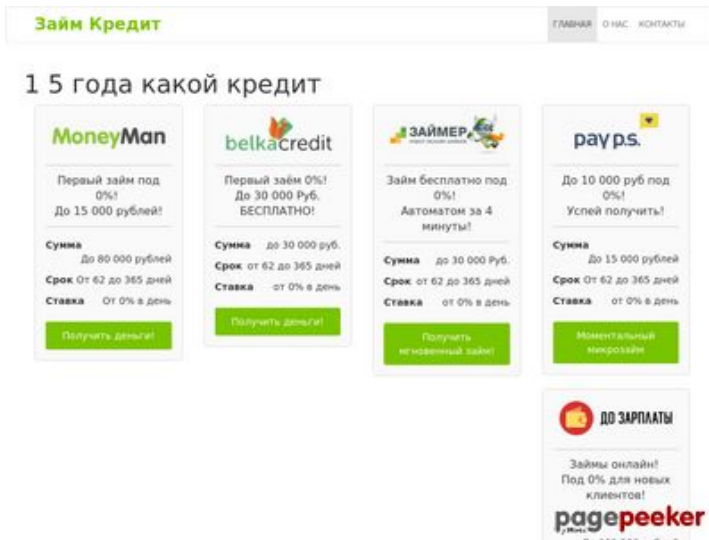 Займ Кредит
ГЛАВНАЯ О НАС КОНТАКТЫ
1 5 года какой кредит
MoneyMan
Первый займ под
0%!
До 15 000 рублей!
Сумма
До 80 000 рублей
Срок От 62 до 365 дней
Ставка От 0% в день
Получить деньги!
belkacredit
Первый заём 0%!
До 30 000 Руб.
БЕСПЛАТНО!
Сумма до 30 000 руб.
Срок от 62 до 365 дней
Ставка от 0% в день
Получить деньги!
ЗАЙМЕР
Займ бесплатно под
0%!
Автоматом за 4
минуты!
Сумма до 30 000 Руб.
Срок от 62 до 365 дней
Ставка от 0% в день
Получить
мгновенный займ!
pay p.s.
До 10 000 руб под
0%!
Успей получить!
Сумма
До 15 000 рублей
Срок От 62 до 365 дней
Ставка От 0% в день
Моментальный
микрозайм
ДО ЗАРПЛАТЫ
Займы онлайн!
Под 0% для новых
клиентов!
pagepeeker